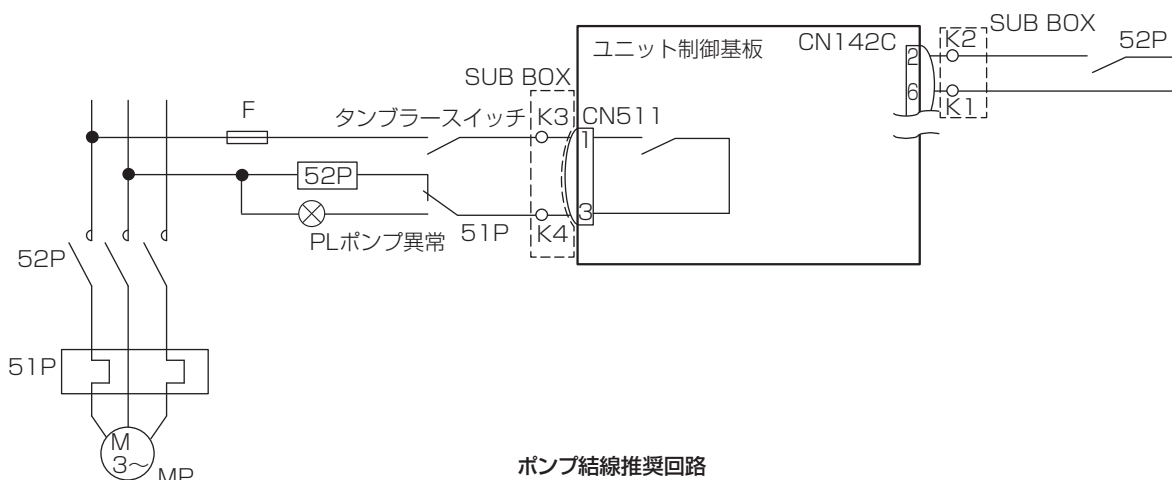 SUB BOX
ユニット制御基板
CN142C
K2
52P
2
6
K1
SUB BOX
F
タンブラースイッチ
K3
CN511
1
52P
3
PLポンプ異常
51P
K4
52P
51P
M
3～
MP
ポンプ結線推奨回路